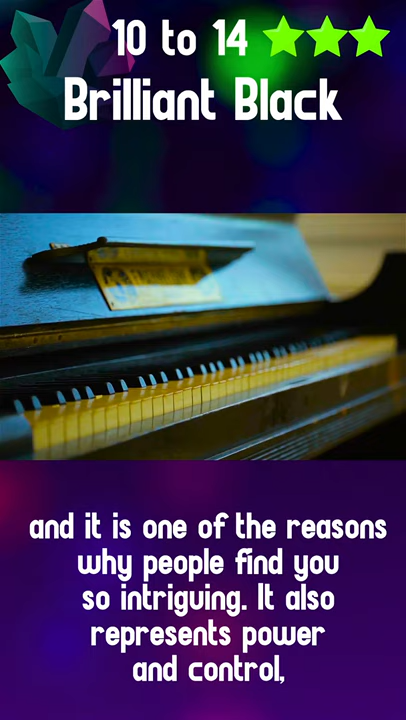 10 to 14
Brilliant Black
and it is one of the reasons
why people find you
so intriguing. It also
represents power
and control,